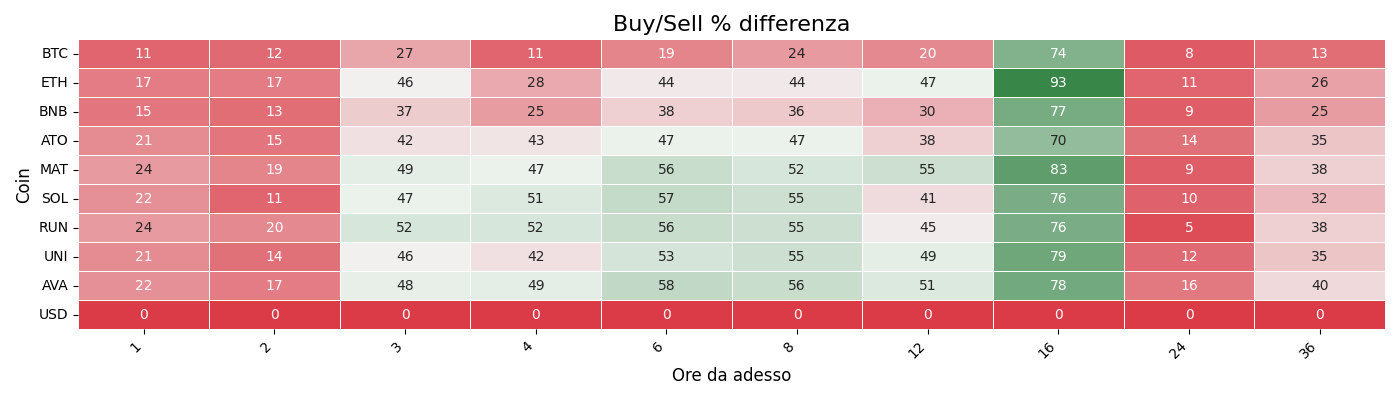 Buy/Sell % differenza
Coin
BTC 11 12 27 11 19 24 20 74 8 13
ETH 17 17 46 28 44 44 47 93 11 26
BNB 15 13 37 25 38 36 30 77 9 25
ATO 21 15 42 43 47 47 38 70 14 35
MAT 24 19 49 47 56 52 55 83 9 38
SOL 22 11 47 51 57 55 41 76 10 32
RUN 24 20 52 52 56 55 45 76 5 38
UNI 21 14 46 42 53 55 49 79 12 35
AVA 22 17 48 49 58 56 51 78 16 40
USD 0 0 0 0 0 0 0 0 0 0
1 2 3 4 6 8 12 16 24 36
Ore da adesso